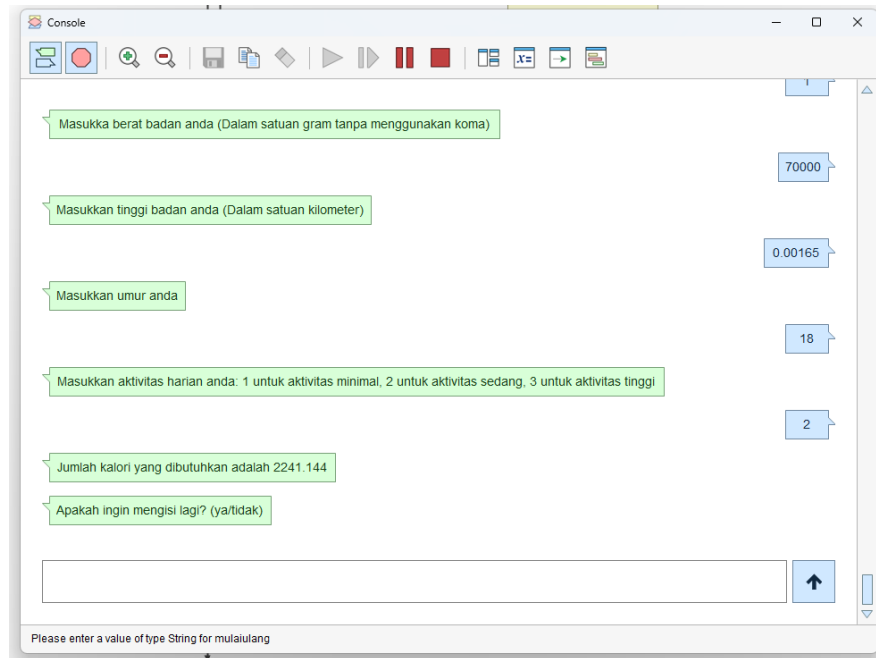 Console
Masukka berat badan anda (Dalam satuan gram tanpa menggunakan koma)
70000
Masukkan tinggi badan anda (Dalam satuan kilometer)
0.00165
Masukkan umur anda
18
Masukkan aktivitas harian anda: 1 untuk aktivitas minimal, 2 untuk aktivitas sedang, 3 untuk aktivitas tinggi
2
Jumlah kalori yang dibutuhkan adalah 2241.144
Apakah ingin mengisi lagi? (ya/tidak)
Please enter a value of type String for mulaiulang